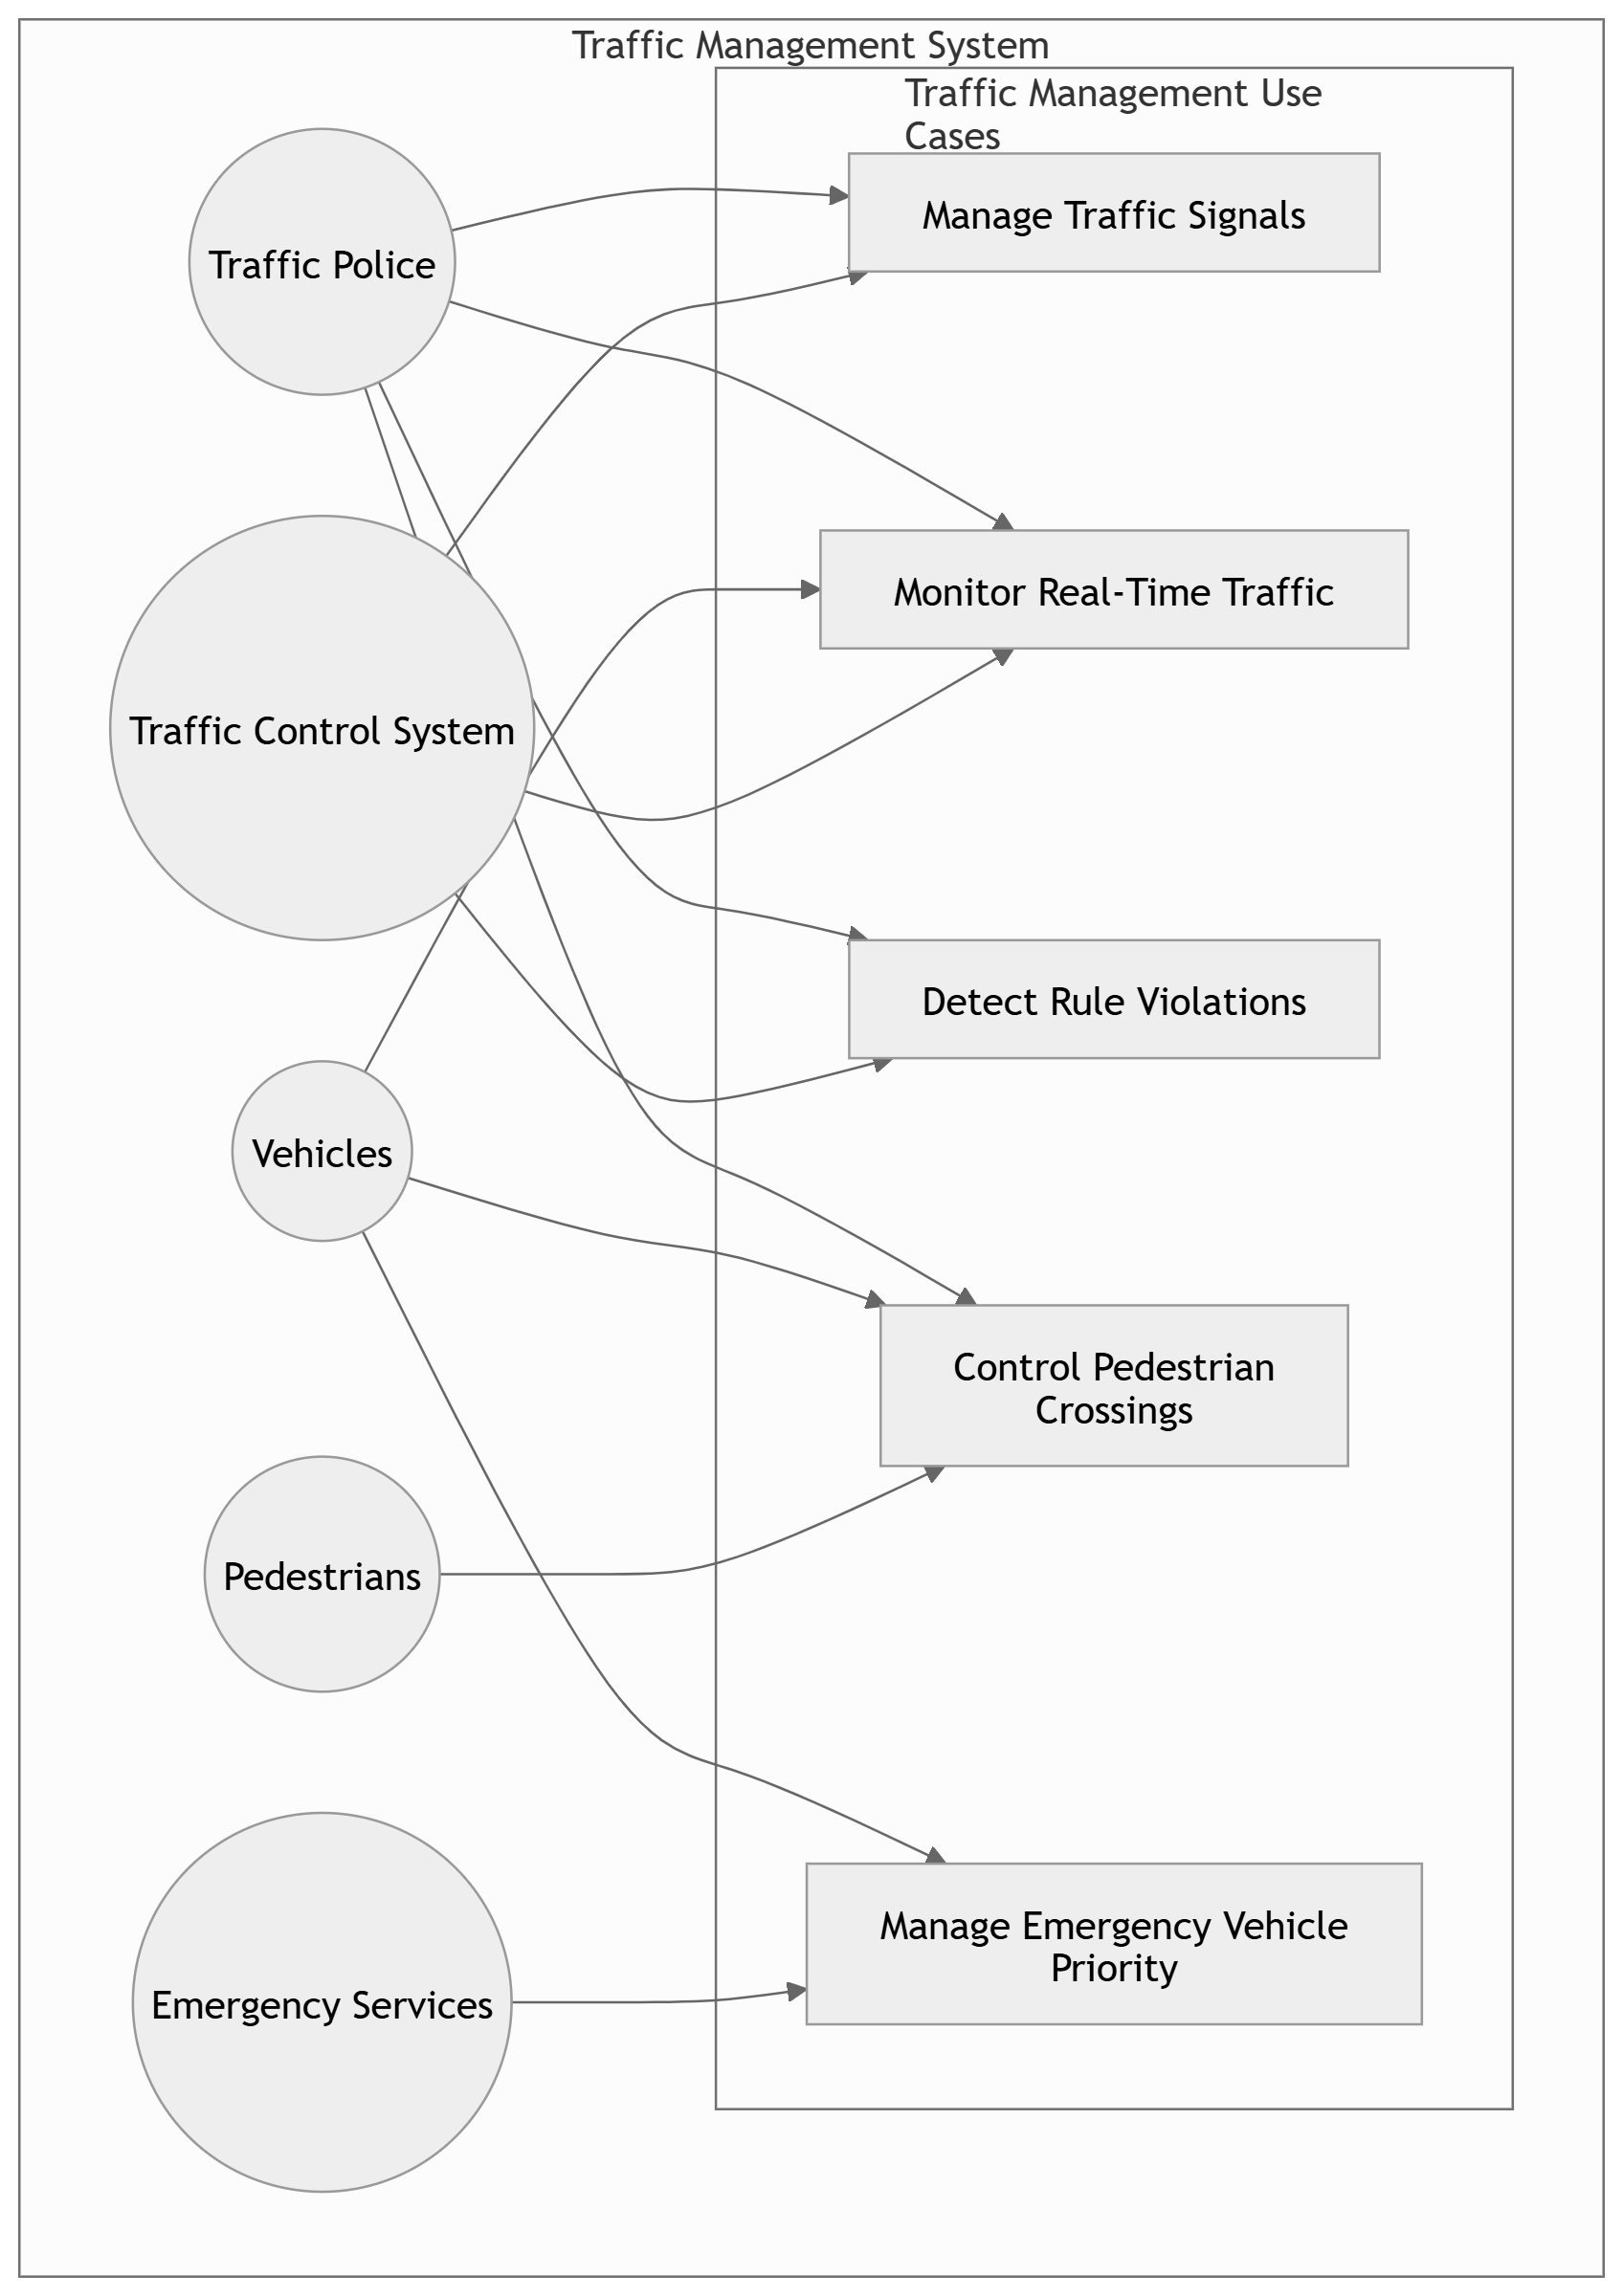 Traffic Management System
Traffic Management Use
Cases
Traffic Police
Manage Traffic Signals
Monitor Real-Time Traffic
Traffic Control System
Detect Rule Violations
Vehicles
Control Pedestrian
Crossings
Pedestrians
Manage Emergency Vehicle
Priority
Emergency Services